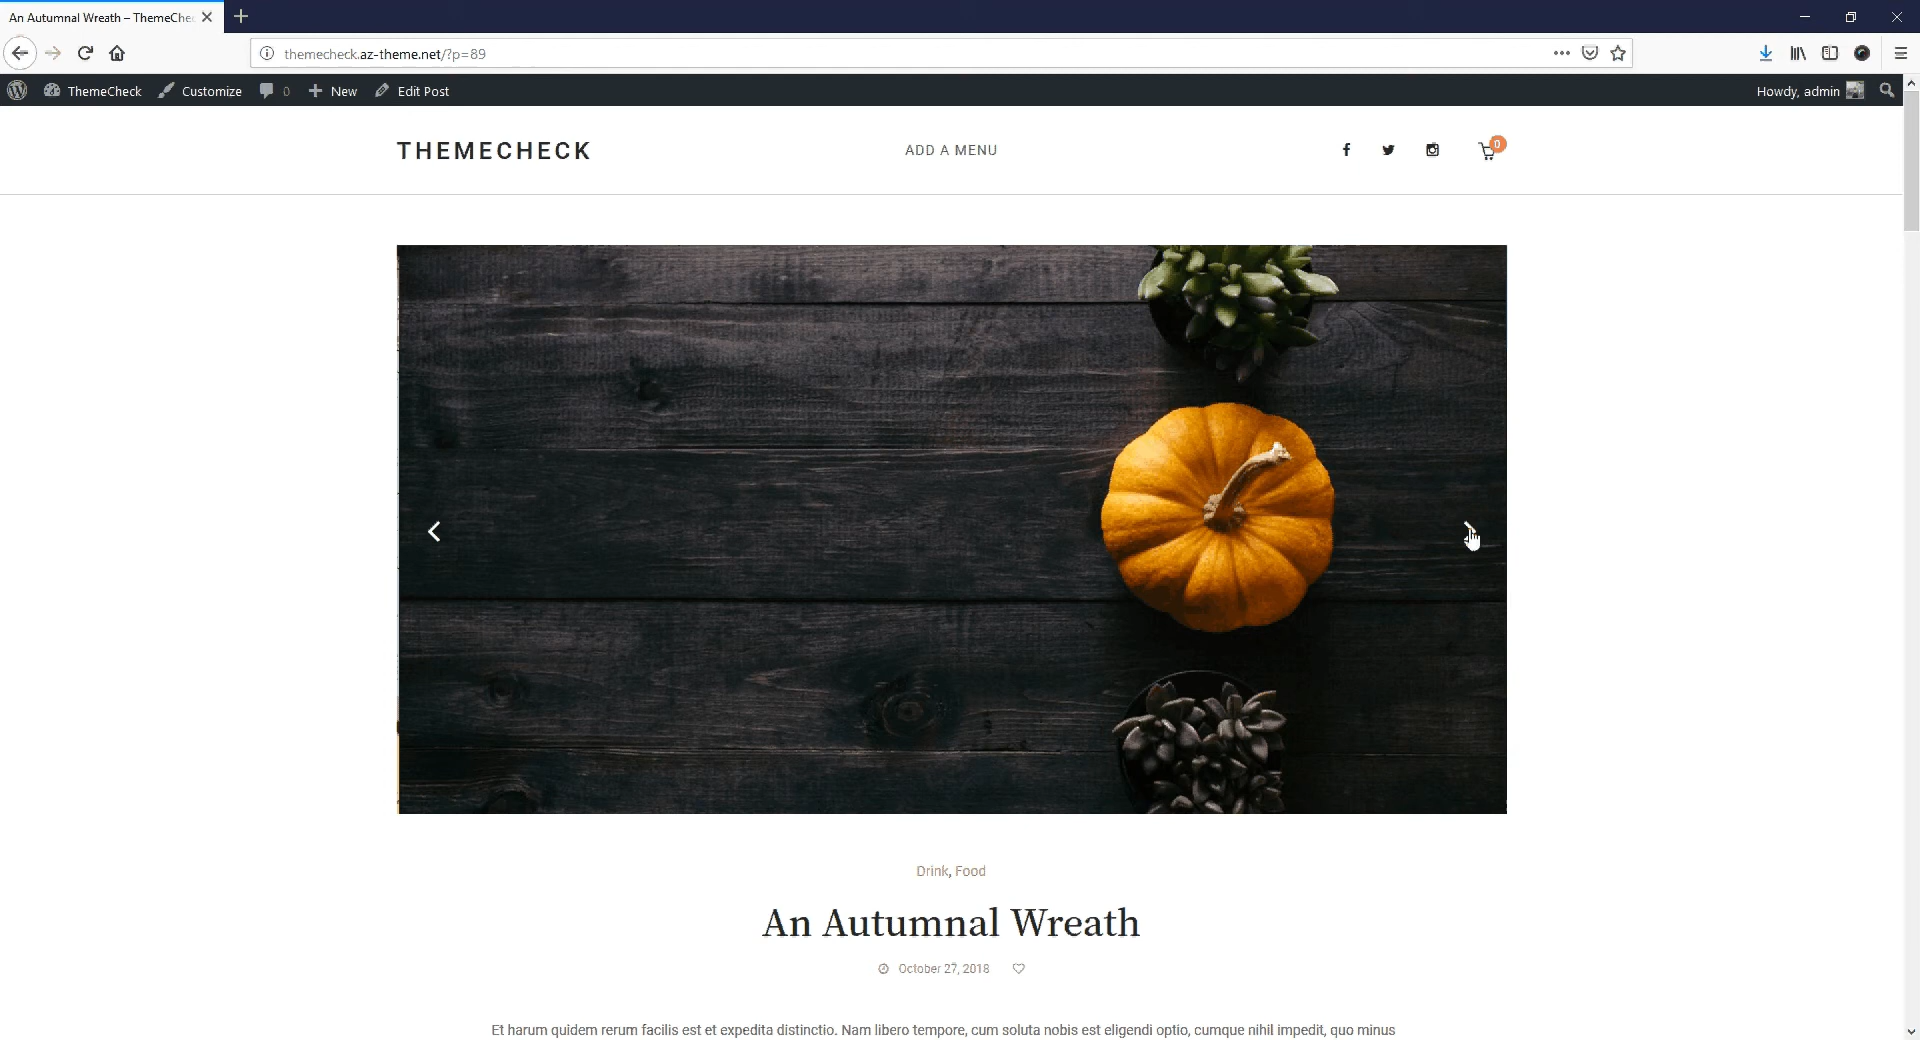 An Autumnal Wreath – ThemeChec
themecheck.az-theme.net/?p=89
ThemeCheck Customize 0 New Edit Post Howdy, admin
THEMECHECK ADD A MENU 0
Drink, Food
An Autumnal Wreath
October 27, 2018
Et harum quidem rerum facilis est et expedita distinctio. Nam libero tempore, cum soluta nobis est eligendi optio, cumque nihil impedit, quo minus